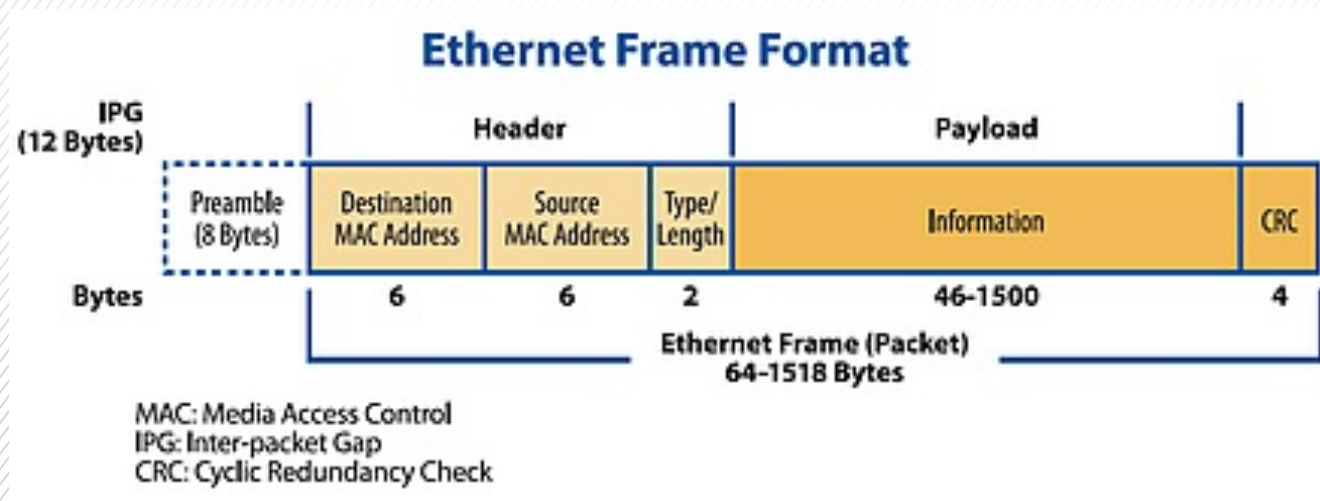 Ethernet Frame Format
IPG
(12 Bytes)
Header
Payload
Preamble
(8 Bytes)
Destination
MAC Address
Source
MAC Address
Type/
Length
Information
CRC
Bytes
6
6
2
46-1500
4
Ethernet Frame (Packet)
64-1518 Bytes
MAC: Media Access Control
IPG: Inter-packet Gap
CRC: Cyclic Redundancy Check